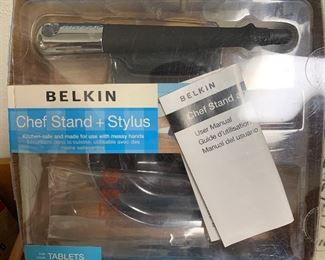 BELKIN
Chef Stand + Stylus
Kitchen-safe and made for use with messy hands
BELKIN
Chef Stand +
User Manual
Guide d'utilisation
Manual del usuario
TABLETS